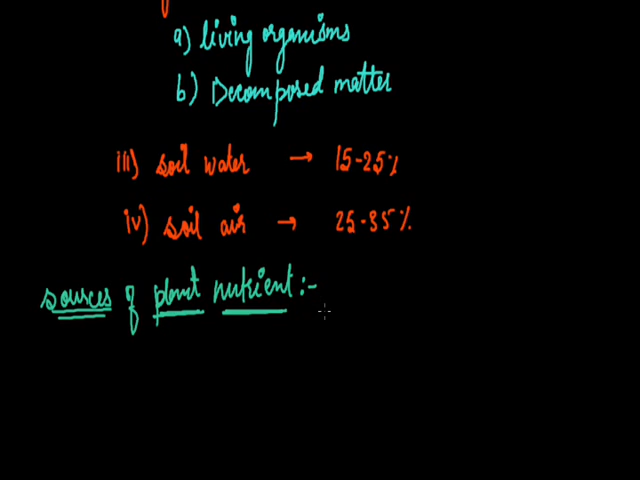 a) living organisms
b) Decomposed matter
iii) soil water → 15-25%
iv) soil air → 25-35%
sources of plant nutrient:-